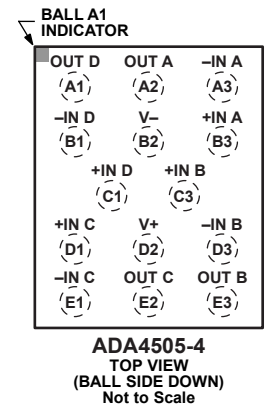 BALL A1
INDICATOR
OUT D OUT A –IN A
A1 A2 A3
–IN D V– +IN A
B1 B2 B3
+IN D +IN B
C1 C3
+IN C V+ –IN B
D1 D2 D3
–IN C OUT C OUT B
E1 E2 E3
ADA4505-4
TOP VIEW
(BALL SIDE DOWN)
Not to Scale